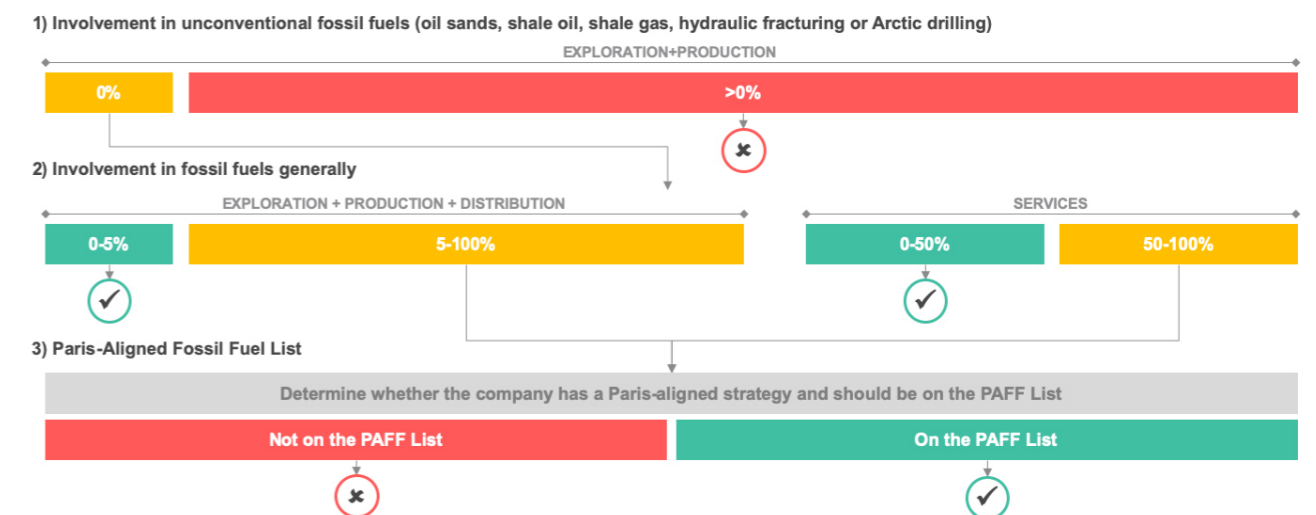 1) Involvement in unconventional fossil fuels (oil sands, shale oil, shale gas, hydraulic fracturing or Arctic drilling)
EXPLORATION+PRODUCTION
0%
>0%
2) Involvement in fossil fuels generally
EXPLORATION + PRODUCTION + DISTRIBUTION
SERVICES
0-5%
5-100%
0-50%
50-100%
3) Paris-Aligned Fossil Fuel List
Determine whether the company has a Paris-aligned strategy and should be on the PAFF List
Not on the PAFF List
On the PAFF List